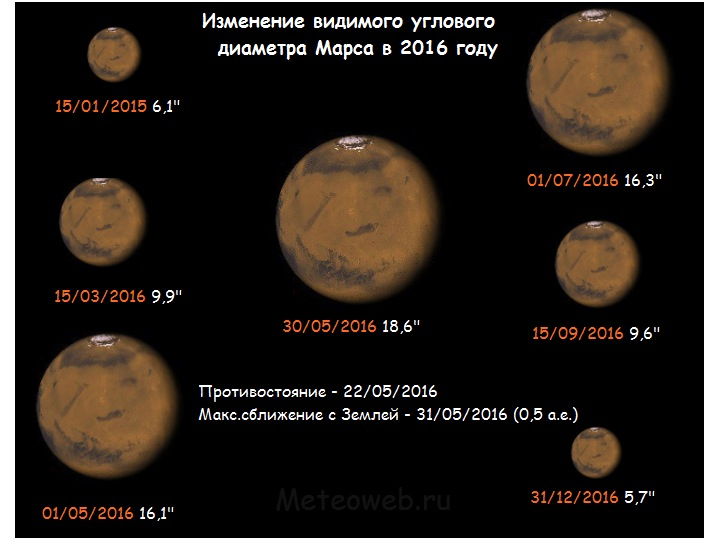 Изменение видимого углового
диаметра Марса в 2016 году
15/01/2015 6,1"
01/07/2016 16,3"
15/03/2016 9,9"
30/05/2016 18,6"
15/09/2016 9,6"
Противостояние - 22/05/2016
Макс.сближение с Землей - 31/05/2016 (0,5 а.е.)
01/05/2016 16,1"
31/12/2016 5,7"
Meteoweb.ru